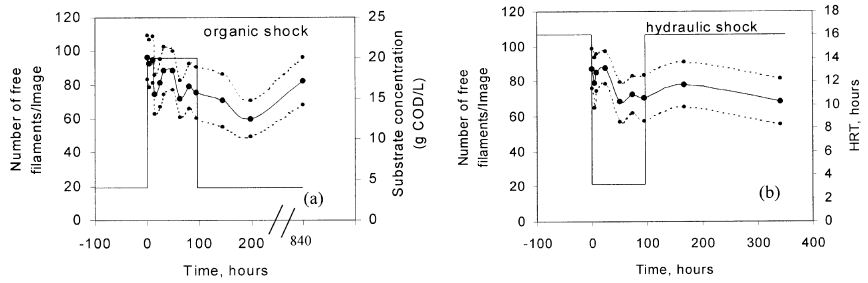 organic shock
Number of free
filaments/Image
120
100
80
60
40
20
0
25
20
15
10
5
0
Substrate concentration
(g COD/L)
(a)
-100 0 100 200 840
Time, hours
hydraulic shock
Number of free
filaments/Image
120
100
80
60
40
20
0
18
16
14
12
10
8
6
4
2
0
HRT, hours
(b)
-100 0 100 200 300 400
Time, hours